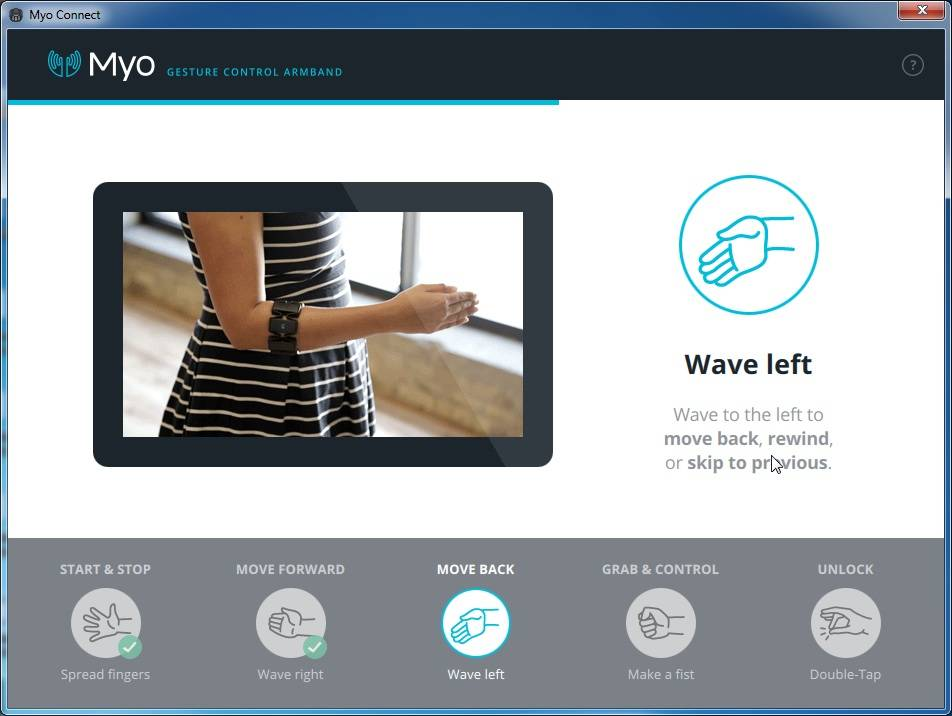 Myo Connect
Myo GESTURE CONTROL ARMBAND
?
Wave left
Wave to the left to
move back, rewind,
or skip to previous.
START & STOP
MOVE FORWARD
MOVE BACK
GRAB & CONTROL
UNLOCK
Spread fingers
Wave right
Wave left
Make a fist
Double-Tap